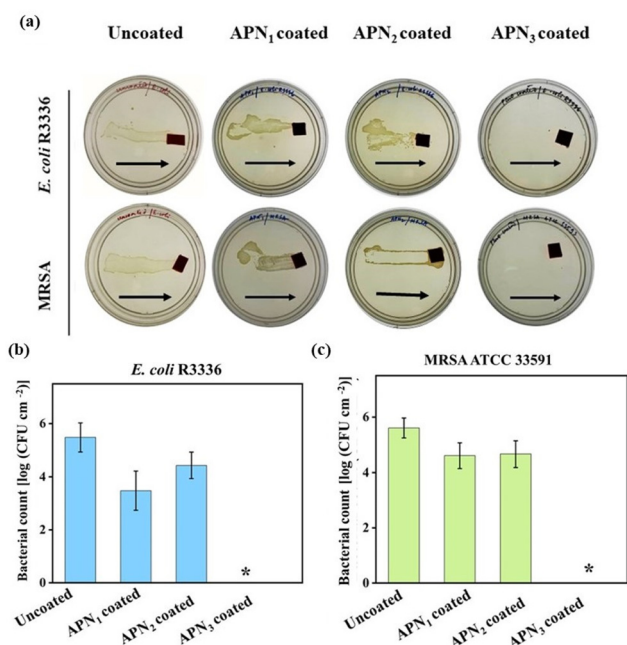 (a)
Uncoated APN₁ coated APN₂ coated APN₃ coated
E. coli R3336
MRSA
(b)
E. coli R3336
Bacterial count [log (CFU cm⁻²)]
6
4
2
0
*
Uncoated
APN₁ coated
APN₂ coated
APN₃ coated
(c)
MRSA ATCC 33591
Bacterial count [log (CFU cm⁻²)]
6
4
2
0
*
Uncoated
APN₁ coated
APN₂ coated
APN₃ coated